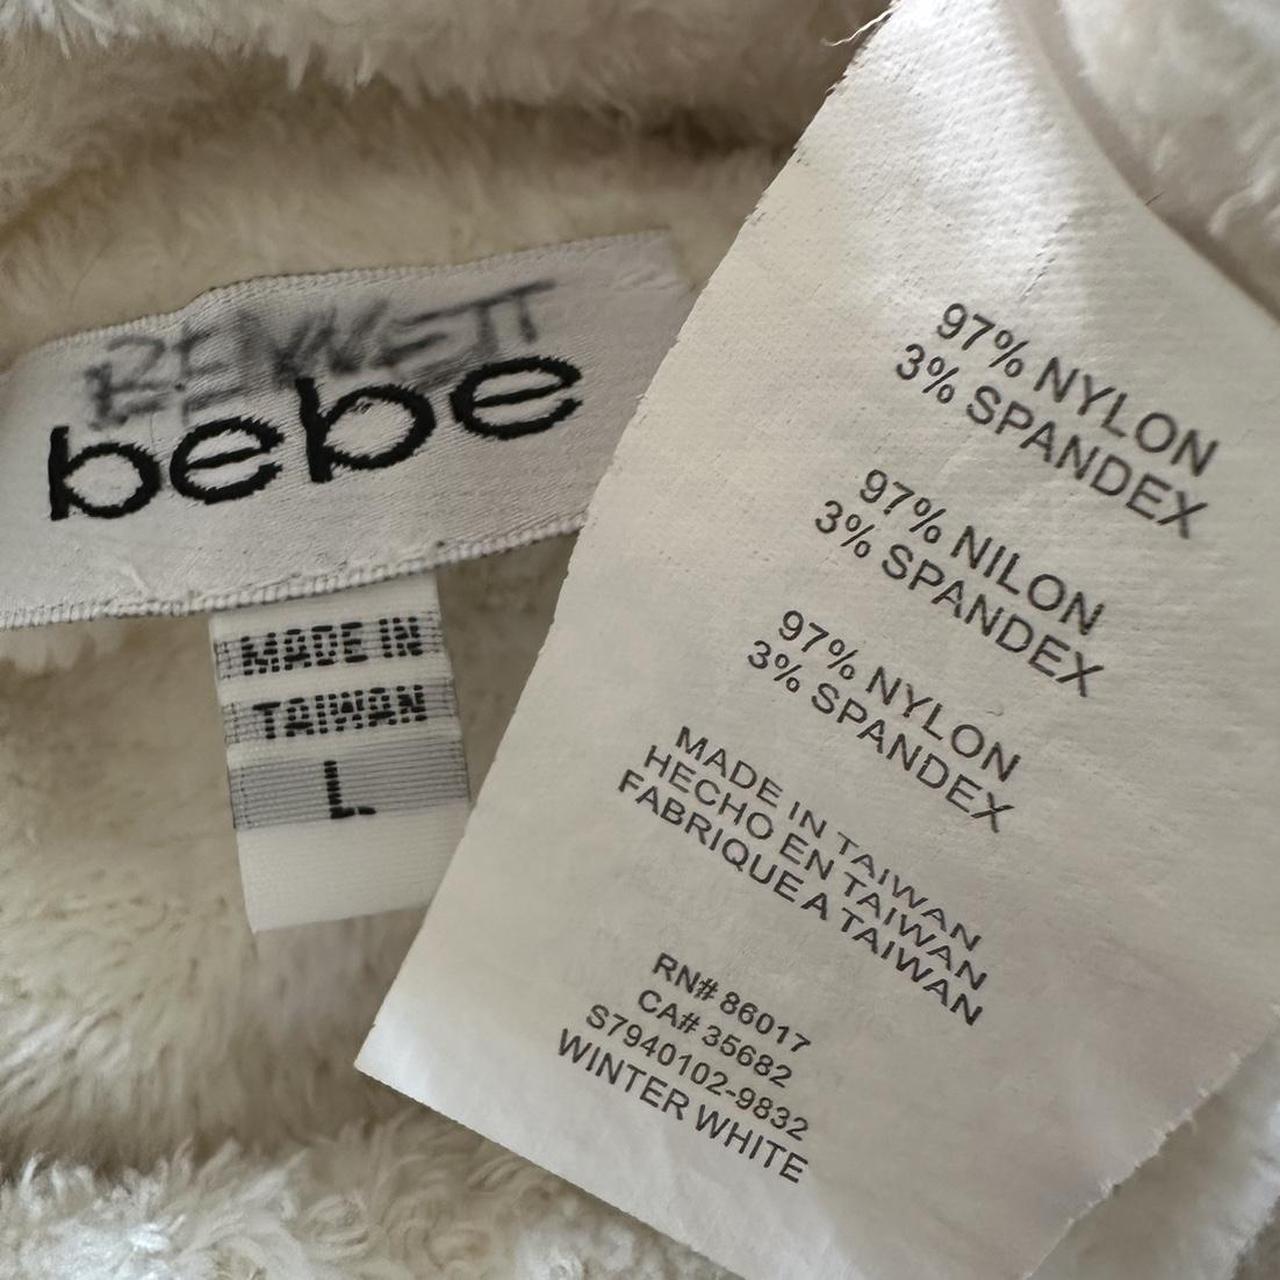 BENNETT
bebe
MADE IN
TAIWAN
L
97% NYLON
3% SPANDEX
97% NILON
3% SPANDEX
97% NYLON
3% SPANDEX
MADE IN TAIWAN
HECHO EN TAIWAN
FABRIQUE A TAIWAN
RN# 86017
CA# 35682
S7940102-9832
WINTER WHITE